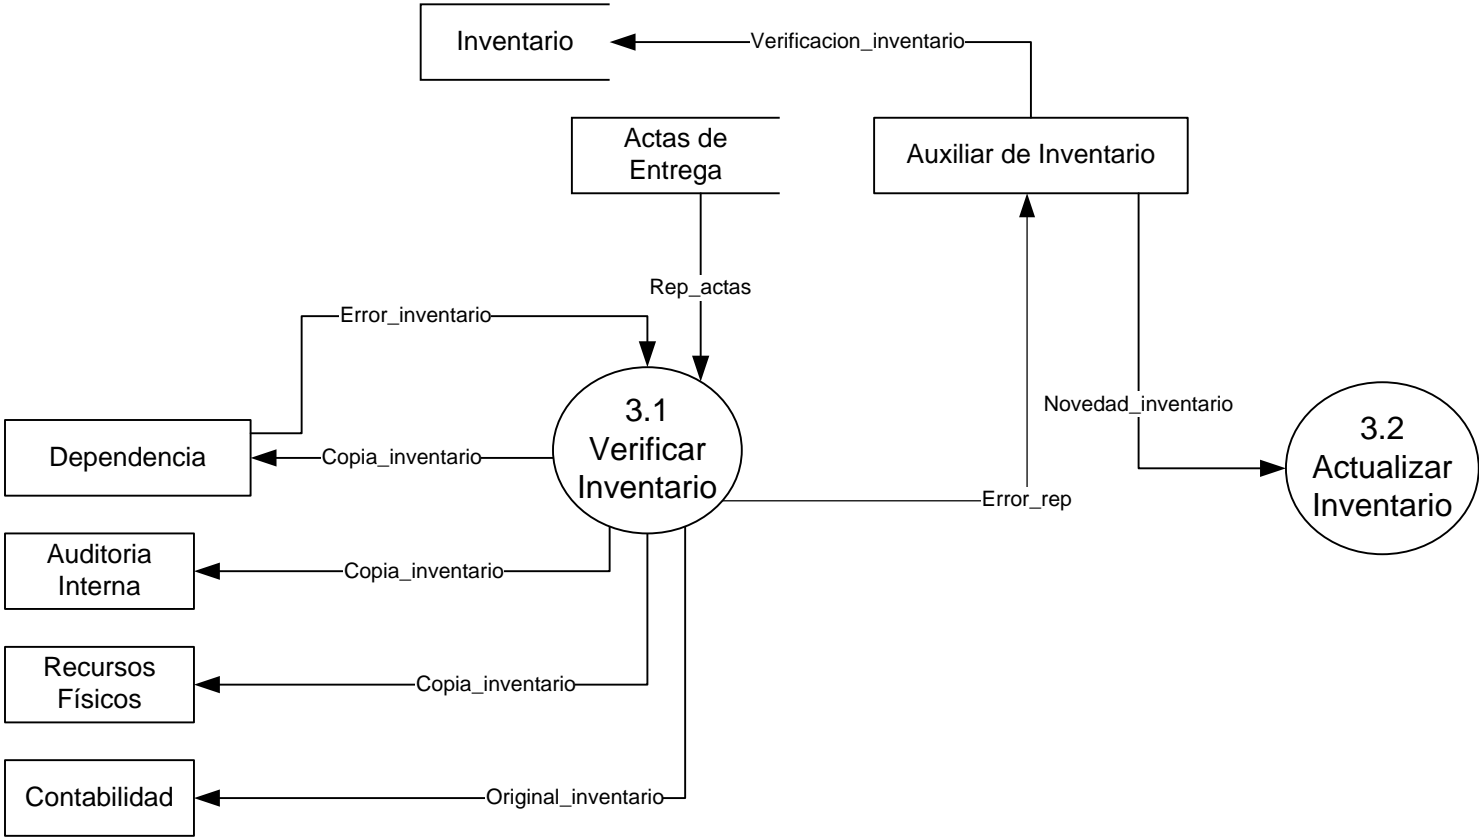 Inventario
Verificacion_inventario
Actas de
Entrega
Auxiliar de Inventario
Rep_actas
Error_inventario
Novedad_inventario
3.1
Verificar
Inventario
3.2
Actualizar
Inventario
Dependencia
Copia_inventario
Error_rep
Auditoria
Interna
Copia_inventario
Recursos
Físicos
Copia_inventario
Contabilidad
Original_inventario